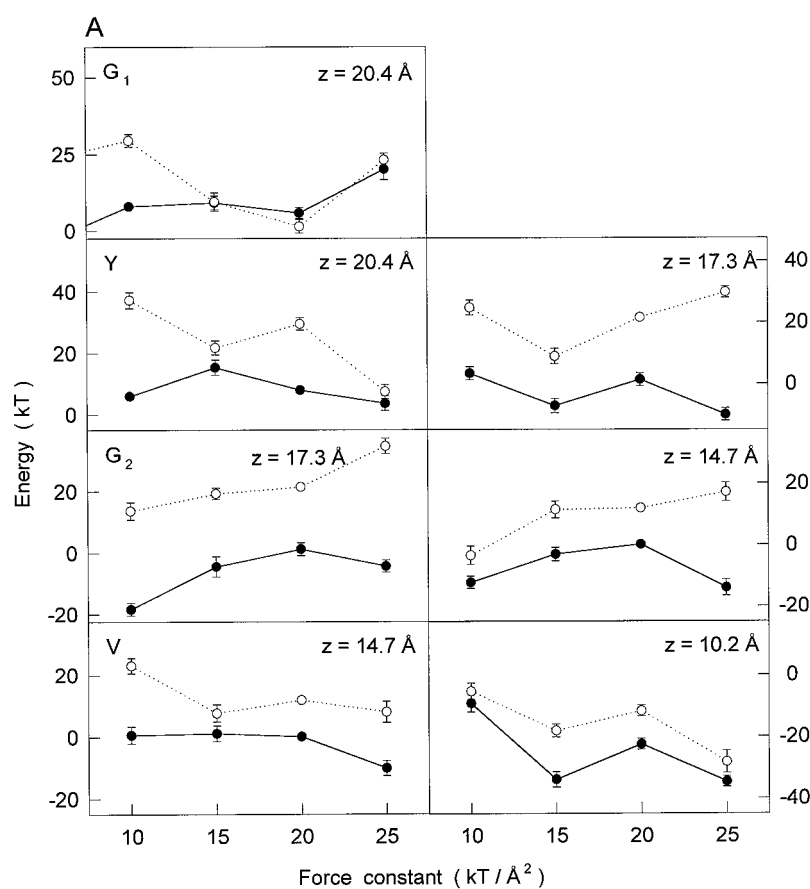 A
G₁ z = 20.4 Å
50
25
0
Y z = 20.4 Å
z = 17.3 Å
40
20
0
40
20
0
G₂ z = 17.3 Å
z = 14.7 Å
20
0
-20
20
0
-20
V z = 14.7 Å
z = 10.2 Å
20
0
-20
0
-20
-40
10 15 20 25
10 15 20 25
Energy (kT)
Force constant (kT/Å²)